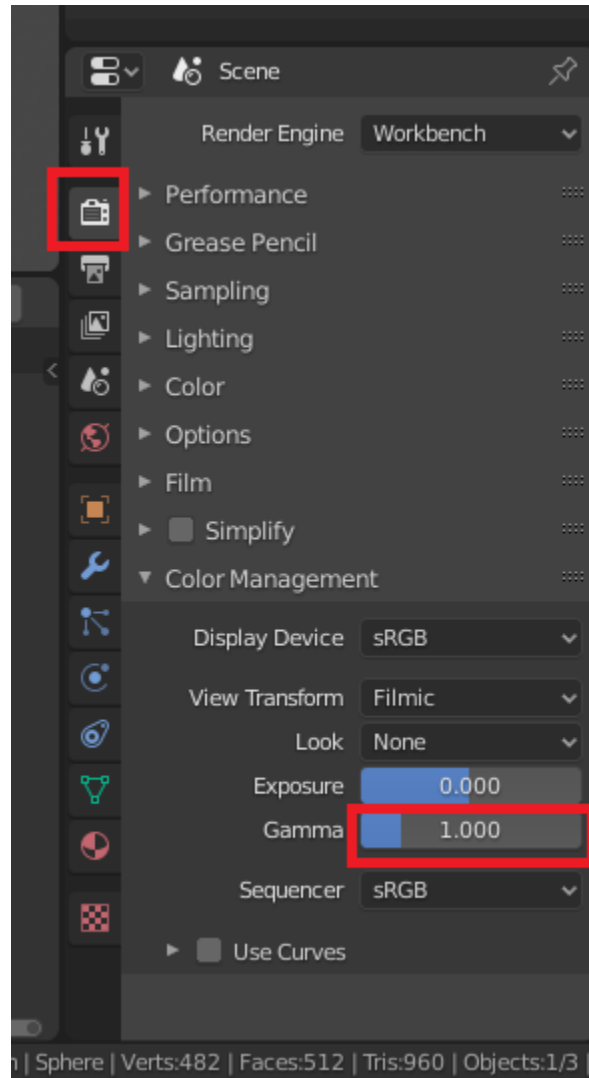 Scene
Render Engine Workbench
Performance
Grease Pencil
Sampling
Lighting
Color
Options
Film
Simplify
Color Management
Display Device sRGB
View Transform Filmic
Look None
Exposure 0.000
Gamma 1.000
Sequencer sRGB
Use Curves
| Sphere | Verts:482 | Faces:512 | Tris:960 | Objects:1/3 |